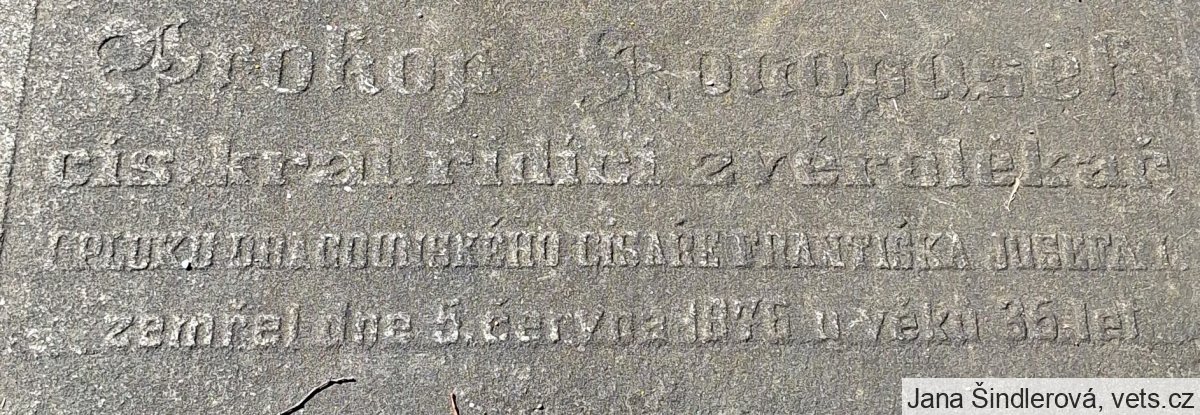 Prokop Konopásek
cís. král. řidící zvěrolékař
I. PLUKU DRAGOUNSKÉHO CÍSAŘE FRANTIŠKA JOSEFA I.
zemřel dne 5. června 1876 u věku 35 let
Jana Šindlerová, vets.cz